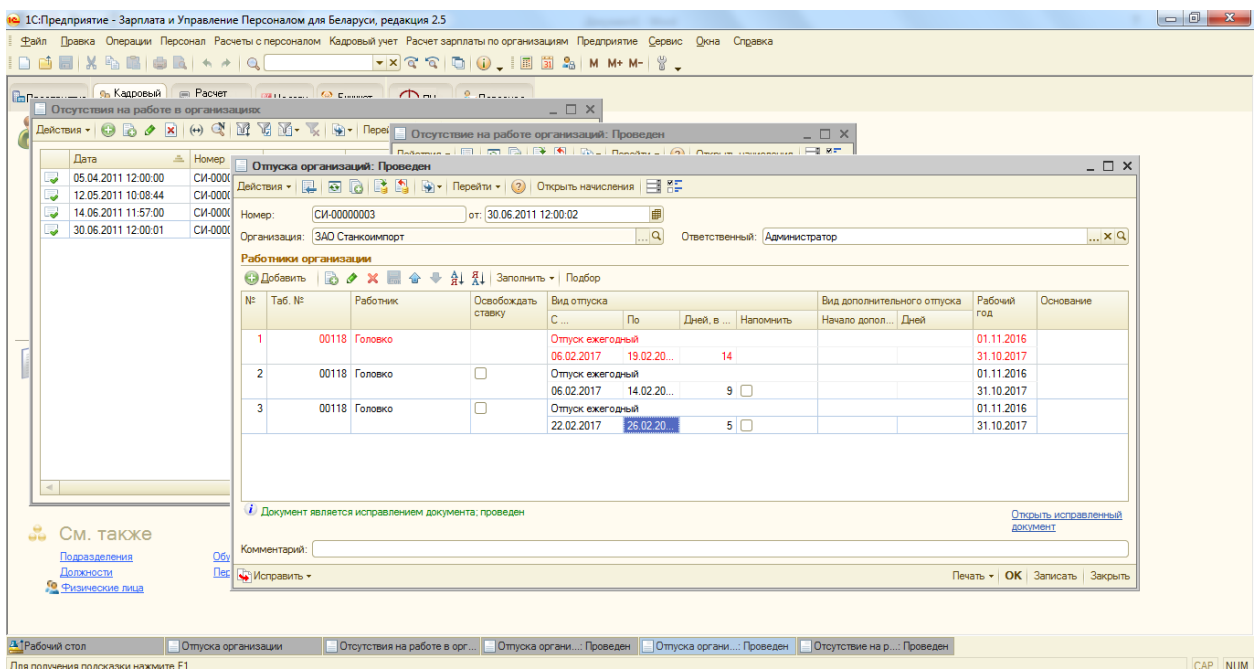 1С:Предприятие - Зарплата и Управление Персоналом для Беларуси, редакция 2.5
Файл Правка Операции Персонал Расчеты с персоналом Кадровый учет Расчет зарплаты по организациям Предприятие Сервис Окна Справка
M M+ M-
Кадровый Расчет
Отсутствия на работе в организациях
Действия
Дата Номер
05.04.2011 12:00:00 СИ-000
12.05.2011 10:08:44 СИ-000
14.06.2011 11:57:00 СИ-000
30.06.2011 12:00:01 СИ-000
Отсутствие на работе организаций: Проведен
Отпуска организаций: Проведен
Действия Перейти Открыть начисления
Номер: СИ-00000003 от: 30.06.2011 12:00:02
Организация: ЗАО Станкоимпорт ... Ответственный: Администратор ...
Работники организации
Добавить Заполнить Подбор
№ Таб. № Работник Освобождать ставку Вид отпуска Вид дополнительного отпуска Рабочий год Основание
С ... По Дней, в ... Напомнить Начало допол... Дней
1 00118 Головко Отпуск ежегодный 01.11.2016
06.02.2017 19.02.20... 14 31.10.2017
2 00118 Головко Отпуск ежегодный 01.11.2016
06.02.2017 14.02.20... 9 31.10.2017
3 00118 Головко Отпуск ежегодный 01.11.2016
22.02.2017 26.02.20... 5 31.10.2017
Документ является исправлением документа; проведен
Открыть исправленный
документ
Комментарий:
Исправить Печать OK Записать Закрыть
См. также
Подразделения
Должности
Физические лица
Рабочий стол Отпуска организации Отсутствия на работе в орг... Отпуска органи...: Проведен Отпуска органи...: Проведен Отсутствие на р...: Проведен
Для получения подсказки нажмите F1 CAP NUM